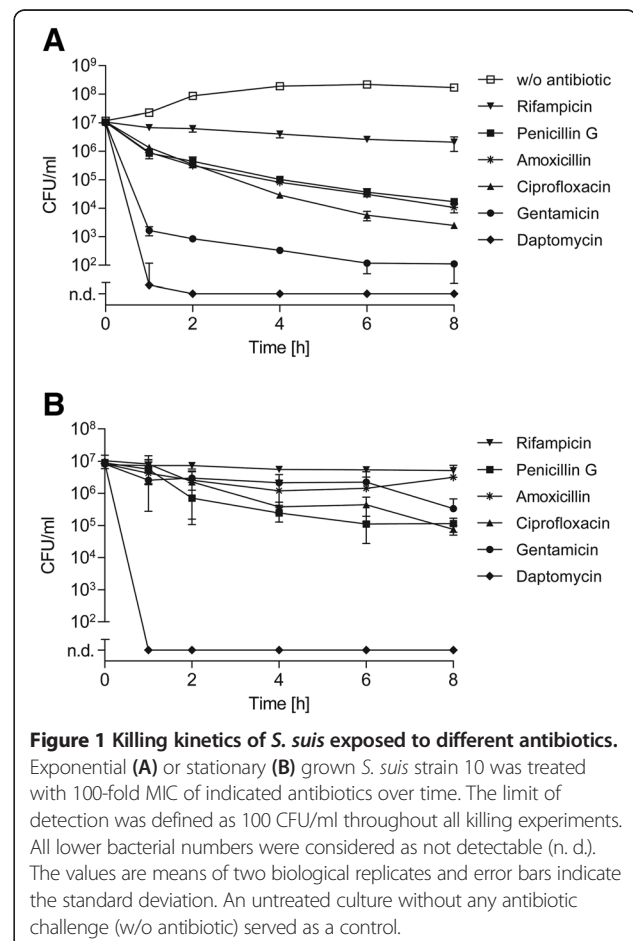 A
10⁹
10⁸
10⁷
10⁶
10⁵
10⁴
10³
10²
n.d.
CFU/ml
0 2 4 6 8
Time [h]
w/o antibiotic
Rifampicin
Penicillin G
Amoxicillin
Ciprofloxacin
Gentamicin
Daptomycin
B
10⁸
10⁷
10⁶
10⁵
10⁴
10³
10²
n.d.
CFU/ml
0 2 4 6 8
Time [h]
Rifampicin
Penicillin G
Amoxicillin
Ciprofloxacin
Gentamicin
Daptomycin
Figure 1 Killing kinetics of S. suis exposed to different antibiotics.
Exponential (A) or stationary (B) grown S. suis strain 10 was treated
with 100-fold MIC of indicated antibiotics over time. The limit of
detection was defined as 100 CFU/ml throughout all killing experiments.
All lower bacterial numbers were considered as not detectable (n. d.).
The values are means of two biological replicates and error bars indicate
the standard deviation. An untreated culture without any antibiotic
challenge (w/o antibiotic) served as a control.